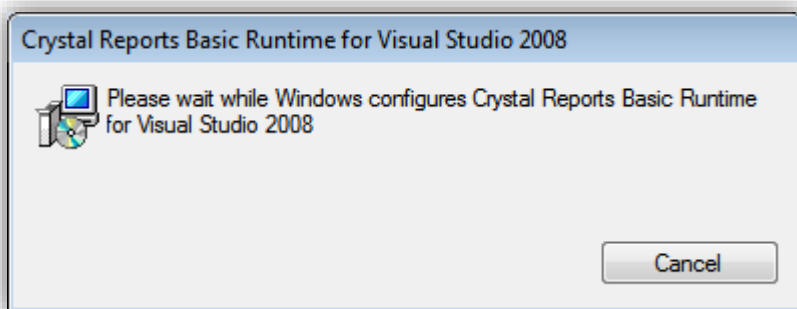 Crystal Reports Basic Runtime for Visual Studio 2008
Please wait while Windows configures Crystal Reports Basic Runtime
for Visual Studio 2008
Cancel